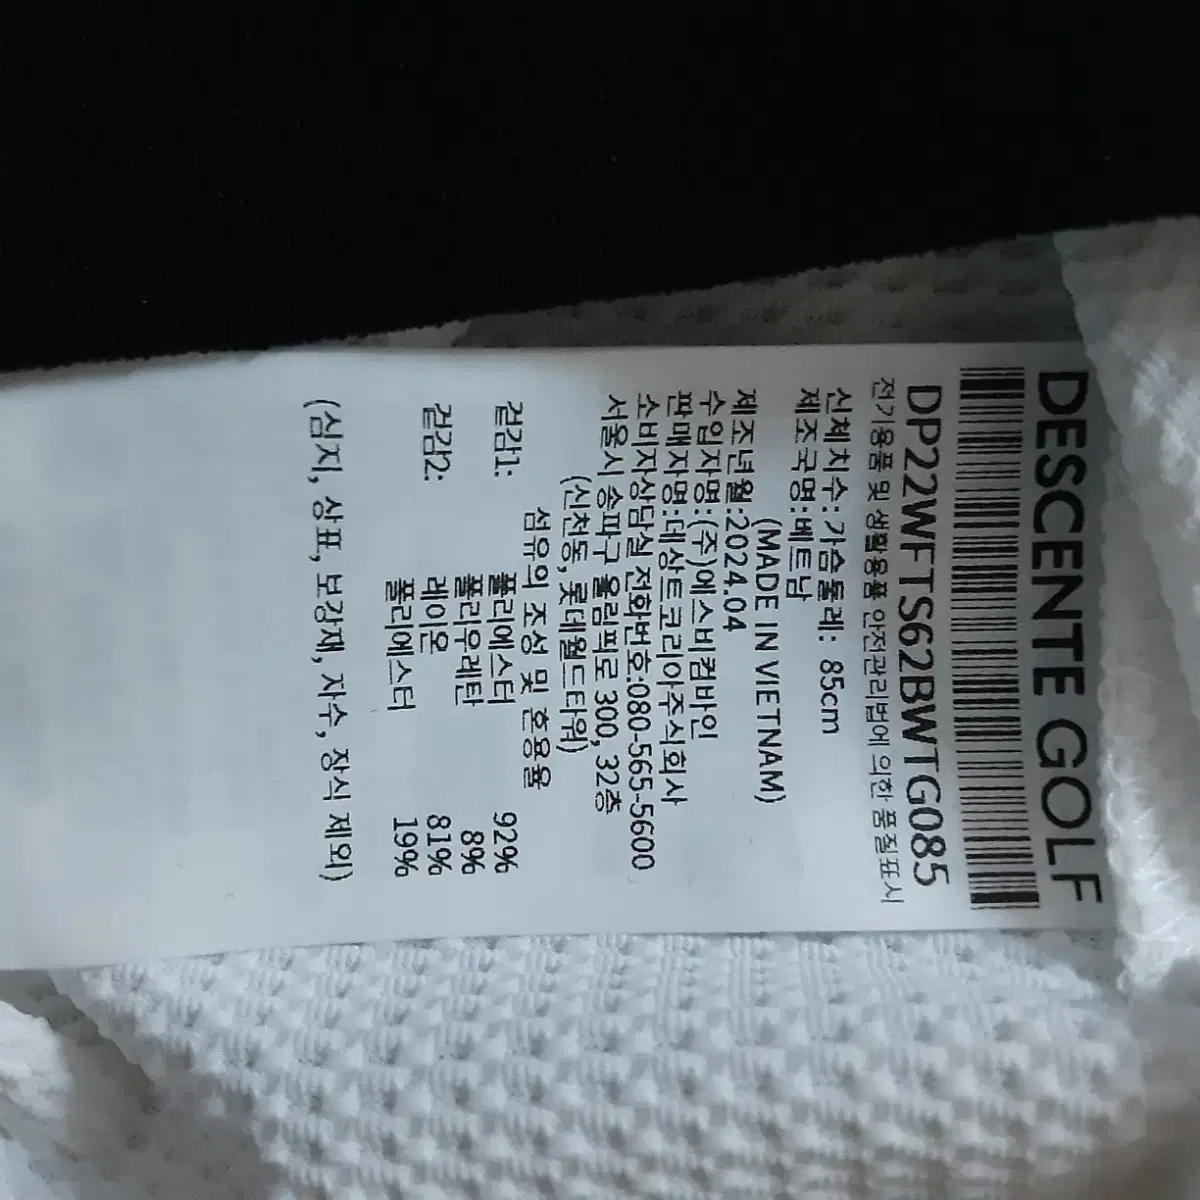 DESCENTE GOLF
DP22WFTS62BWTG085
전기용품 및 생활용품 안전관리법에 의한 품질표시
신체치수:가슴둘레: 85cm
제조국명:베트남
(MADE IN VIETNAM)
제조년월:2024.04
수입자명:(주)에스비컴바인
판매자명:데상트코리아주식회사
소비자상담실 전화번호:080-565-5600
서울시 송파구 올림픽로 300, 32층
(신천동, 롯데월드타워)
섬유의 조성 및 혼용율
겉감1: 폴리에스터 92%
폴리우레탄 8%
겉감2: 레이온 81%
폴리에스터 19%
(심지, 상표, 보강재, 자수, 장식 제외)